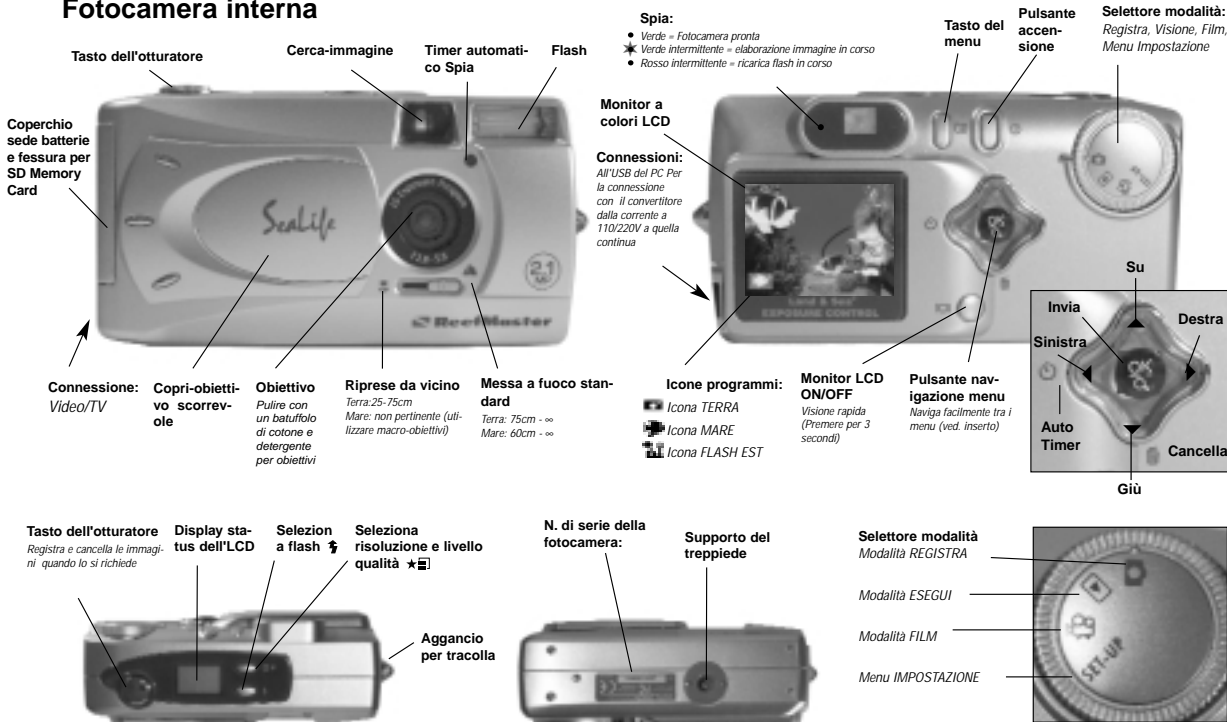 Fotocamera interna
Tasto dell'otturatore
Cerca-immagine
Timer automati-
co Spia
Flash
Coperchio
sede batterie
e fessura per
SD Memory
Card
SeaLife
2.1
ReefMaster
Connessione:
Video/TV
Copri-obietti-
vo scorrev-
ole
Obiettivo
Pulire con
un batuffolo
di cotone e
detergente
per obiettivi
Riprese da vicino
Terra:25-75cm
Mare: non pertinente (uti-
lizzare macro-obiettivi)
Messa a fuoco stan-
dard
Terra: 75cm - ∞
Mare: 60cm - ∞
Spia:
• Verde = Fotocamera pronta
Verde intermittente = elaborazione immagine in corso
• Rosso intermittente = ricarica flash in corso
Tasto del
menu
Pulsante
accen-
sione
Selettore modalità:
Registra, Visione, Film,
Menu Impostazione
Monitor a
colori LCD
Connessioni:
All'USB del PC Per
la connessione
con il convertitore
dalla corrente a
110/220V a quella
continua
Land & Sea
EXPOSURE CONTROL
OK
Icone programmi:
Icona TERRA
Icona MARE
Icona FLASH EST
Monitor LCD
ON/OFF
Visione rapida
(Premere per 3
secondi)
Pulsante nav-
igazione menu
Naviga facilmente tra i
menu (ved. inserto)
Su
Invia
Destra
Sinistra
OK
Auto
Timer
Cancella
Giù
Tasto dell'otturatore
Registra e cancella le immagi-
ni quando lo si richiede
Display sta-
tus dell'LCD
Selezion
a flash
Seleziona
risoluzione e livello
qualità ★
Aggancio
per tracolla
N. di serie della
fotocamera:
Supporto del
treppiede
Selettore modalità
Modalità REGISTRA
Modalità ESEGUI
Modalità FILM
Menu IMPOSTAZIONE
SET-UP